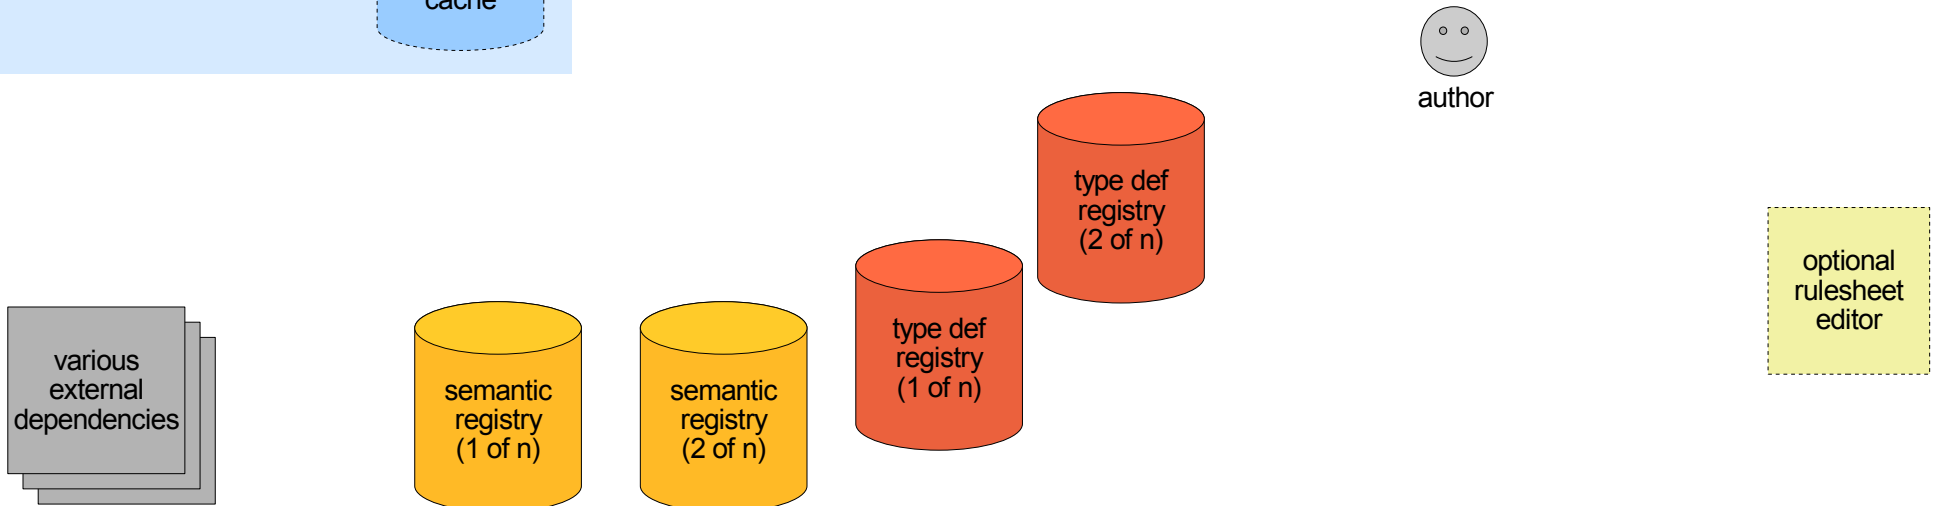 cache
author
type def
registry
(2 of n)
optional
rulesheet
editor
type def
registry
(1 of n)
various
external
dependencies
semantic
registry
(1 of n)
semantic
registry
(2 of n)